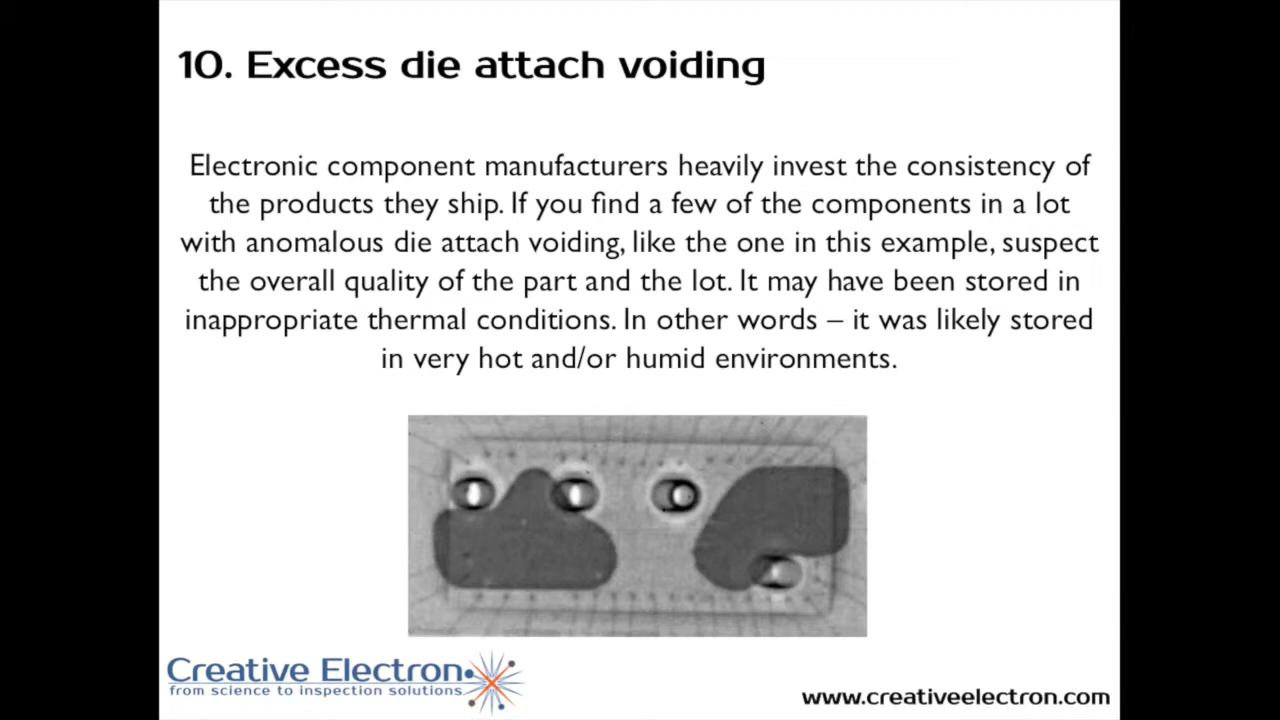 10. Excess die attach voiding
Electronic component manufacturers heavily invest the consistency of
the products they ship. If you find a few of the components in a lot
with anomalous die attach voiding, like the one in this example, suspect
the overall quality of the part and the lot. It may have been stored in
inappropriate thermal conditions. In other words – it was likely stored
in very hot and/or humid environments.
Creative Electron
from science to inspection solutions
www.creativeelectron.com